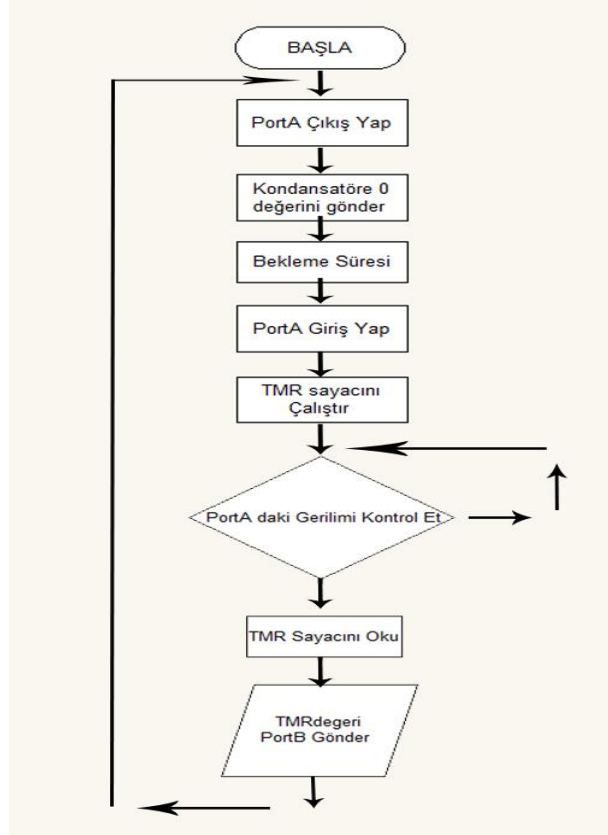 BAŞLA
PortA Çıkış Yap
Kondansatöre 0
değerini gönder
Bekleme Süresi
PortA Giriş Yap
TMR sayacını
Çalıştır
PortA daki Gerilimi Kontrol Et
TMR Sayacını Oku
TMRdegeri
PortB Gönder